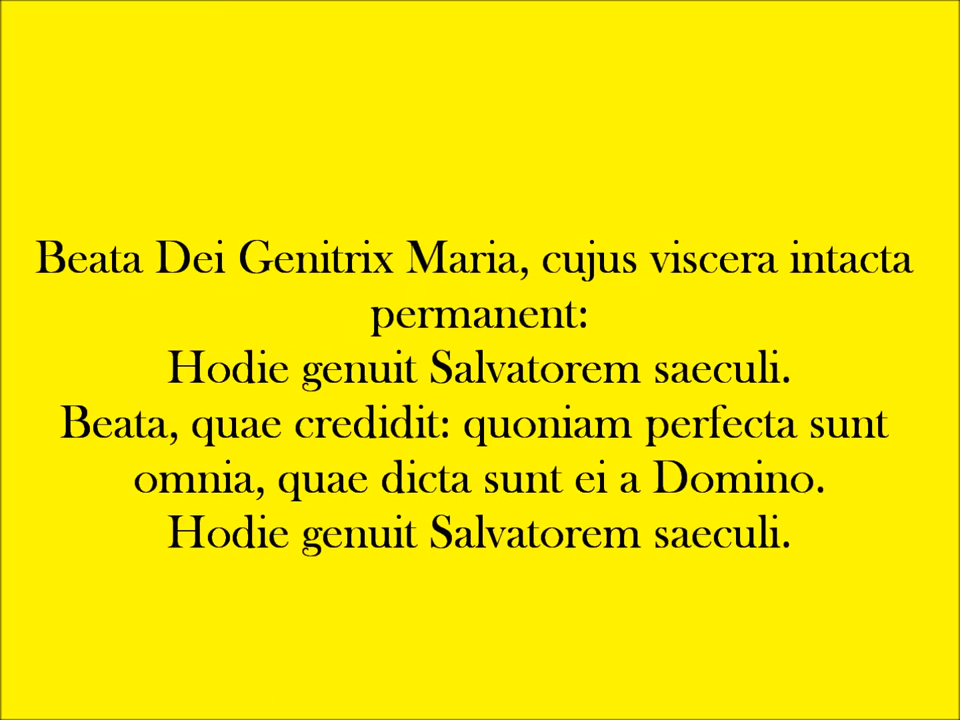 Beata Dei Genitrix Maria, cujus viscera intacta
permanent:
Hodie genuit Salvatorem saeculi.
Beata, quae credidit: quoniam perfecta sunt
omnia, quae dicta sunt ei a Domino.
Hodie genuit Salvatorem saeculi.